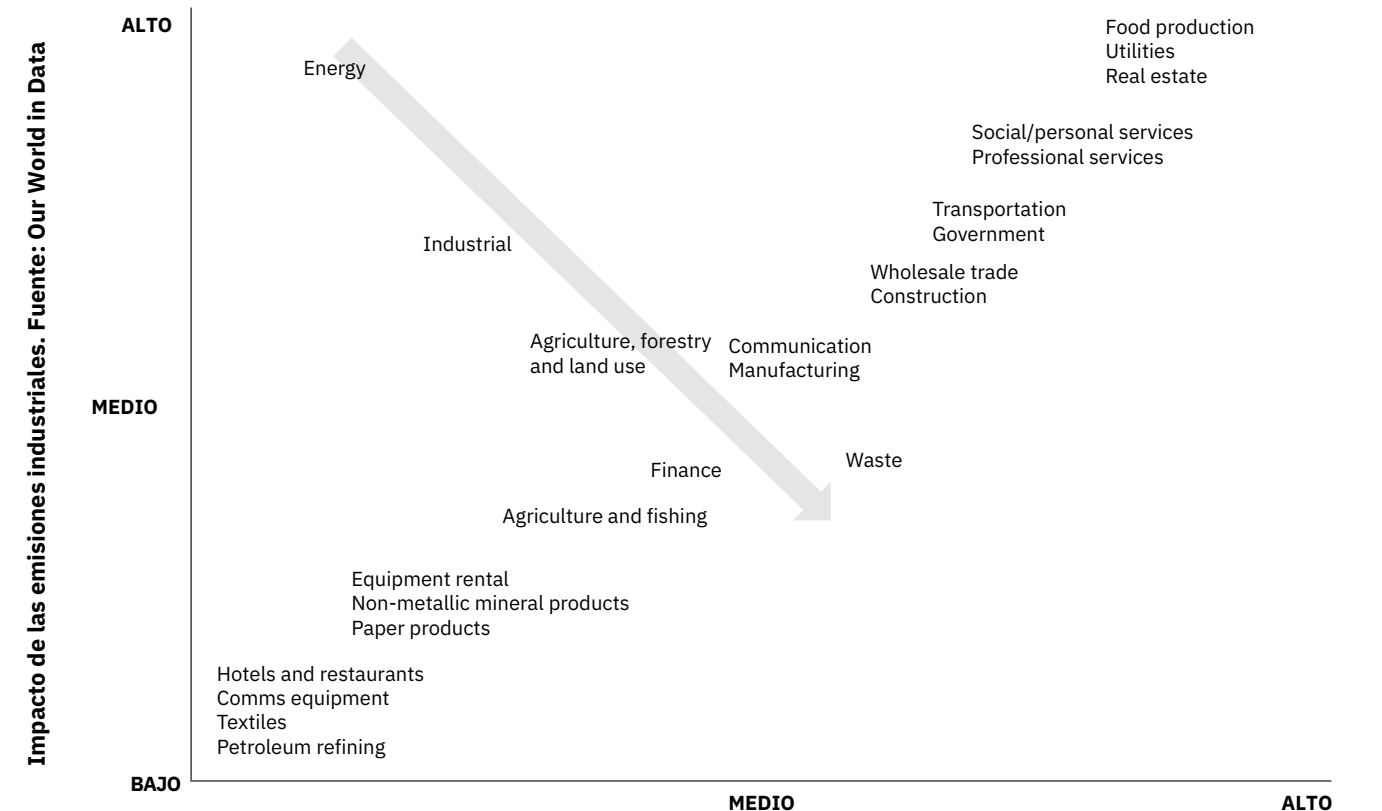 Impacto de las emisiones industriales. Fuente: Our World in Data
ALTO
Food production
Utilities
Real estate
Energy
Social/personal services
Professional services
Transportation
Government
Industrial
Wholesale trade
Construction
Agriculture, forestry
and land use
Communication
Manufacturing
MEDIO
Waste
Finance
Agriculture and fishing
Equipment rental
Non-metallic mineral products
Paper products
Hotels and restaurants
Comms equipment
Textiles
Petroleum refining
BAJO
MEDIO
ALTO